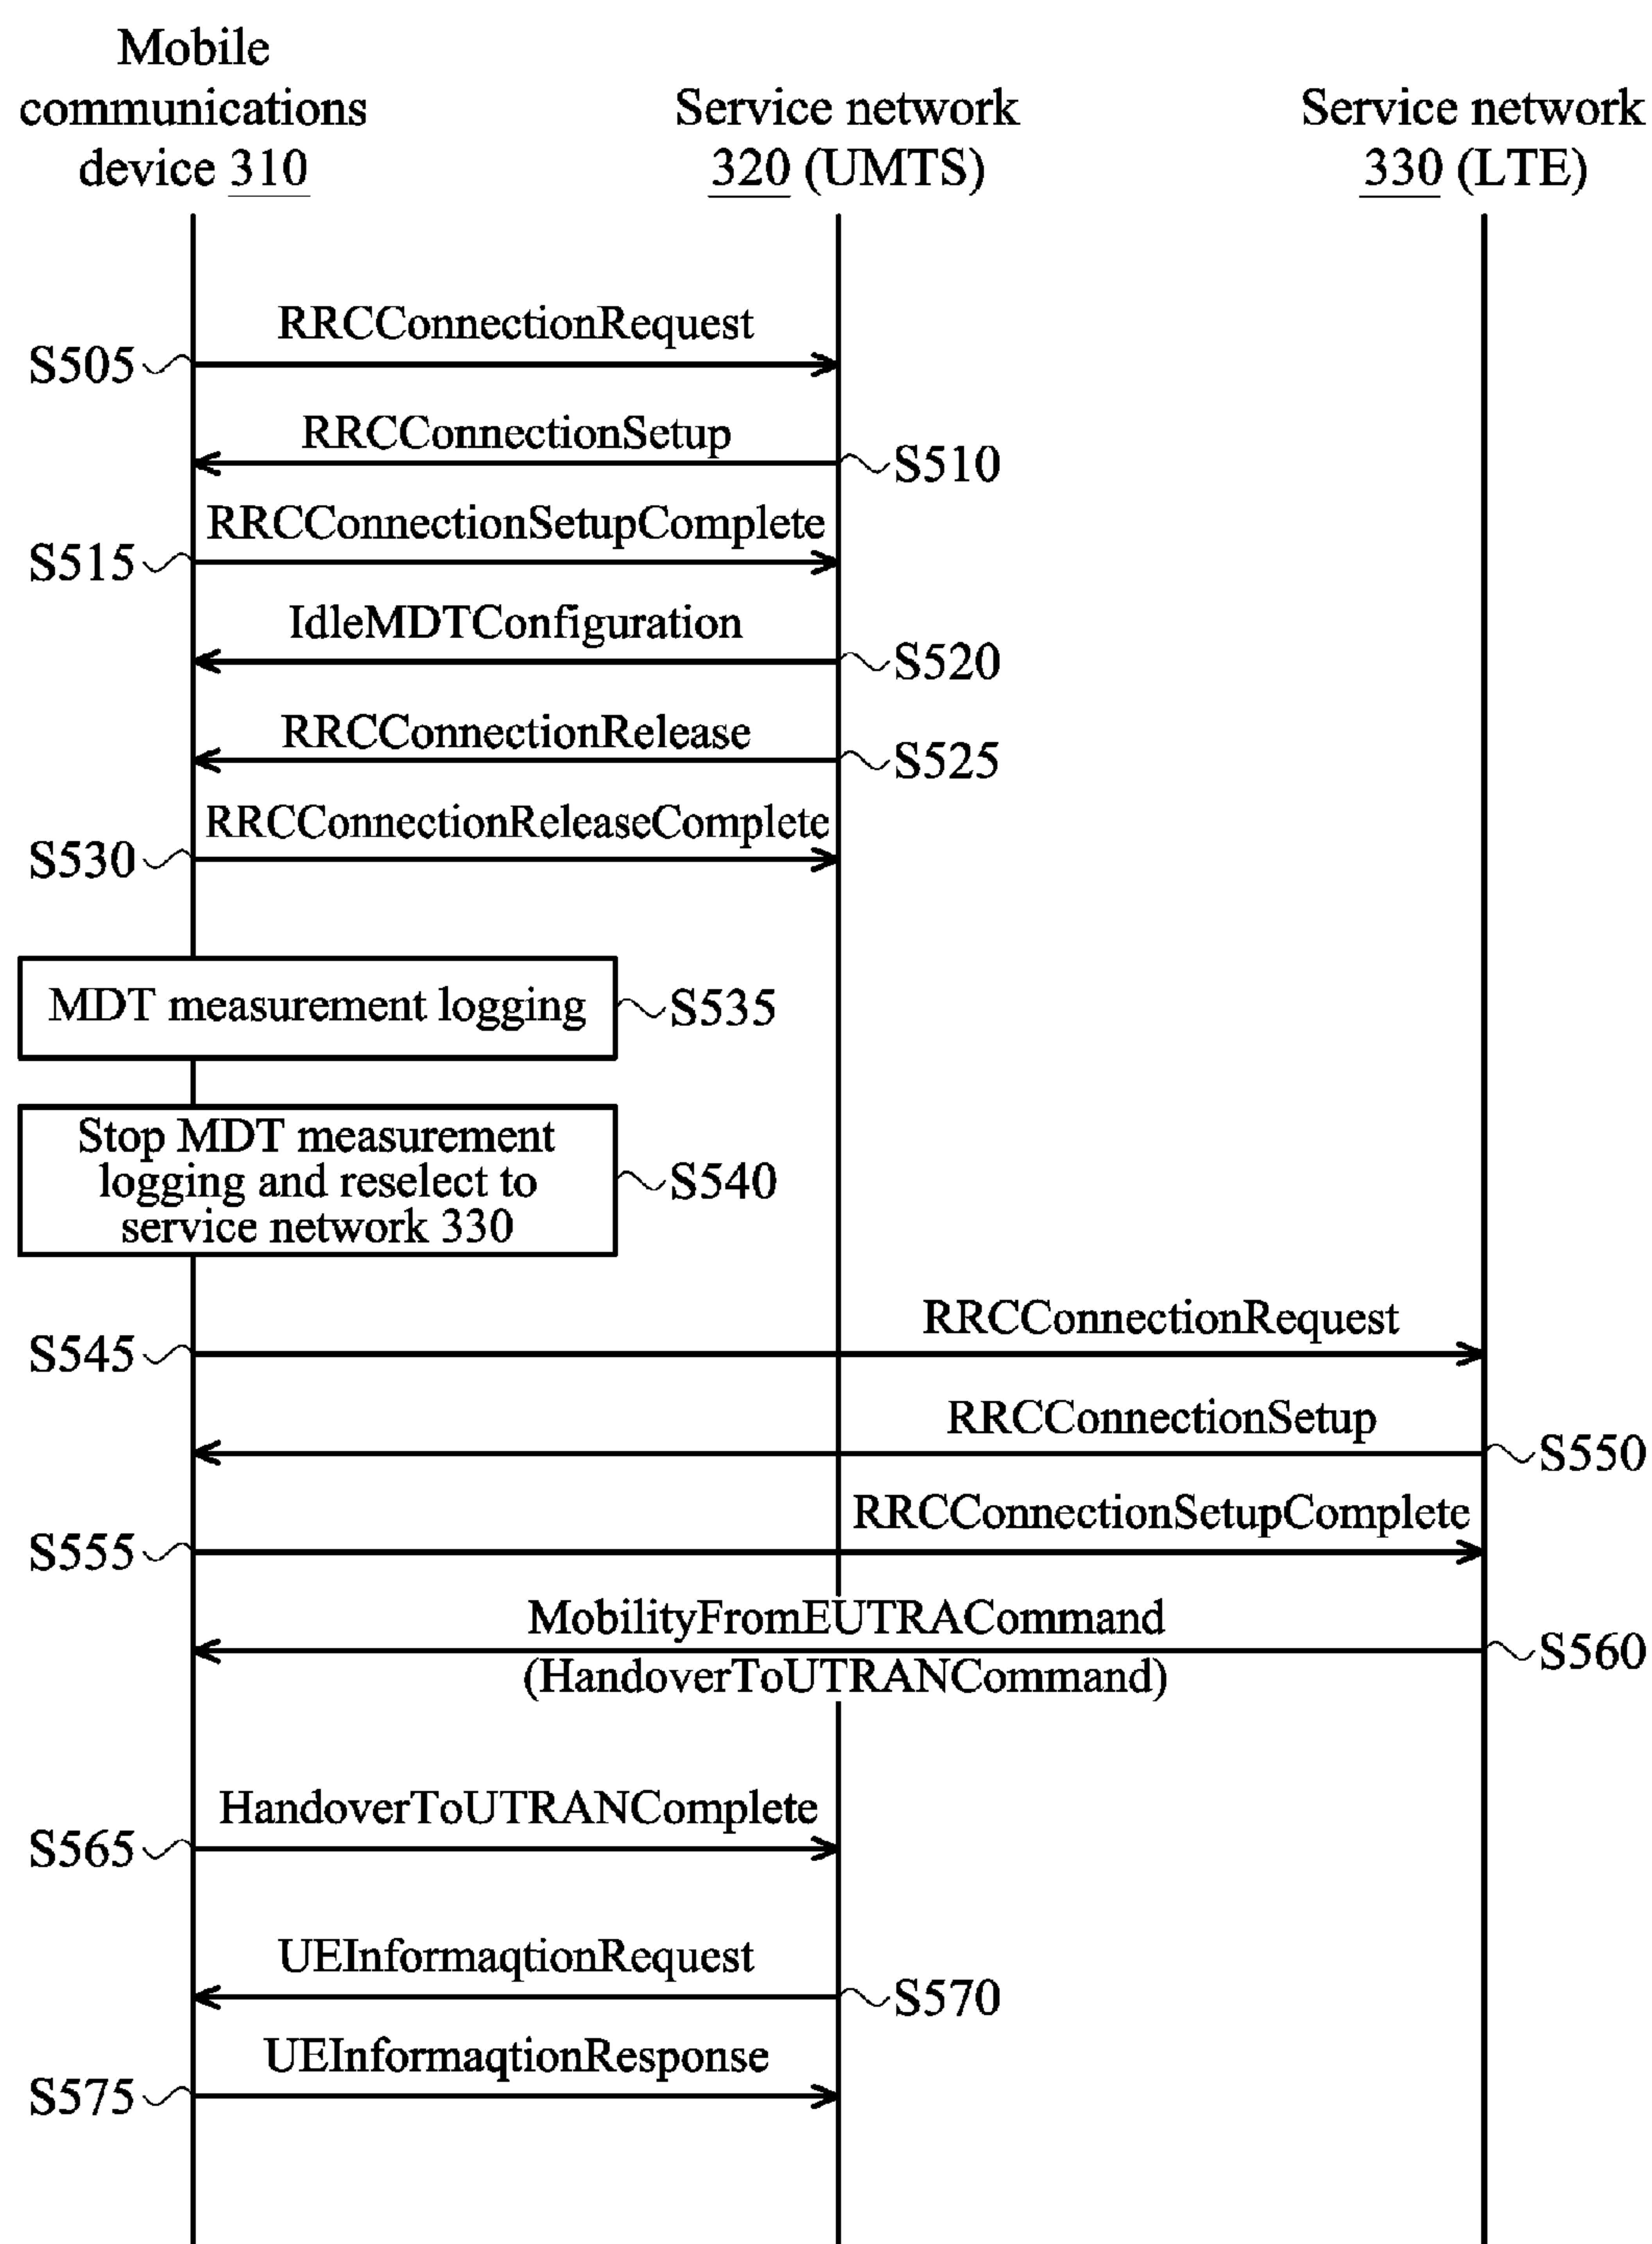 Mobile
communications
device 310
Service network
320 (UMTS)
Service network
330 (LTE)
RRCConnectionRequest
S505
RRCConnectionSetup
S510
RRCConnectionSetupComplete
S515
IdleMDTConfiguration
S520
RRCConnectionRelease
S525
RRCConnectionReleaseComplete
S530
MDT measurement logging
S535
Stop MDT measurement
logging and reselect to
service network 330
S540
RRCConnectionRequest
S545
RRCConnectionSetup
S550
RRCConnectionSetupComplete
S555
MobilityFromEUTRACommand
(HandoverToUTRANCommand)
S560
HandoverToUTRANComplete
S565
UEInformaqtionRequest
S570
UEInformaqtionResponse
S575